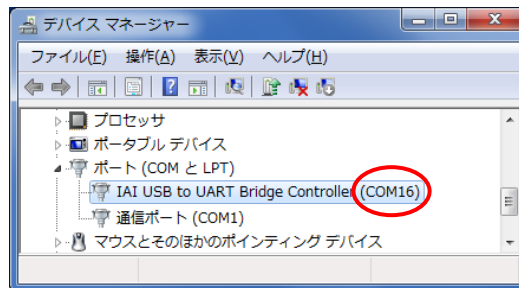 デバイス マネージャー
ファイル(F) 操作(A) 表示(V) ヘルプ(H)
プロセッサ
ポータブル デバイス
ポート (COM と LPT)
IAI USB to UART Bridge Controller (COM16)
通信ポート (COM1)
マウスとそのほかのポインティング デバイス